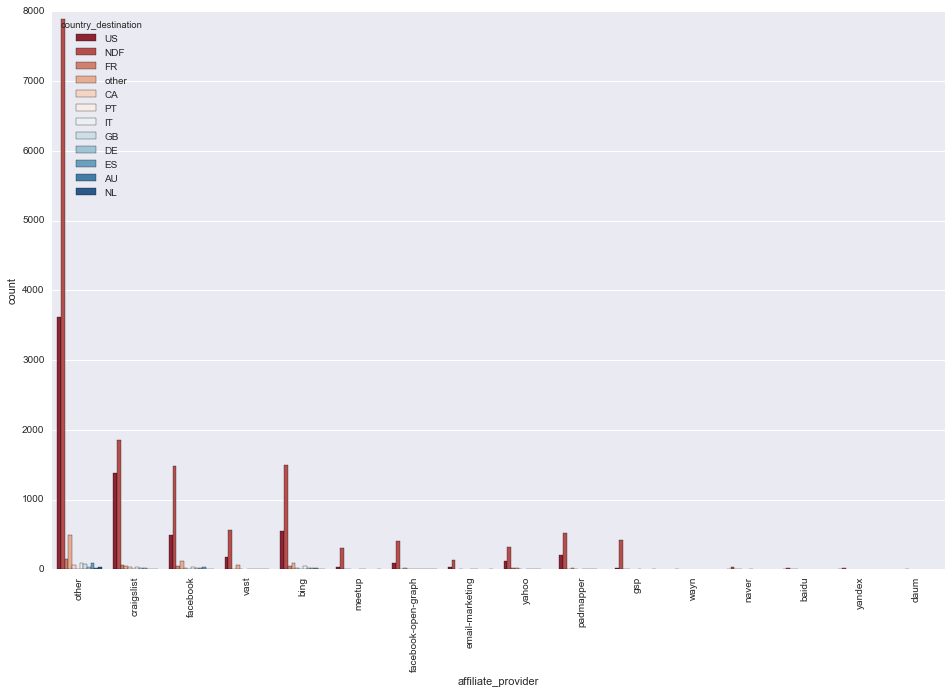 country_destination
US
NDF
FR
other
CA
PT
IT
GB
DE
ES
AU
NL
8000
7000
6000
5000
4000
3000
2000
1000
0
count
other
craigslist
facebook
vast
bing
meetup
facebook-open-graph
email-marketing
yahoo
padmapper
gsp
wayn
naver
baidu
yandex
daum
affiliate_provider